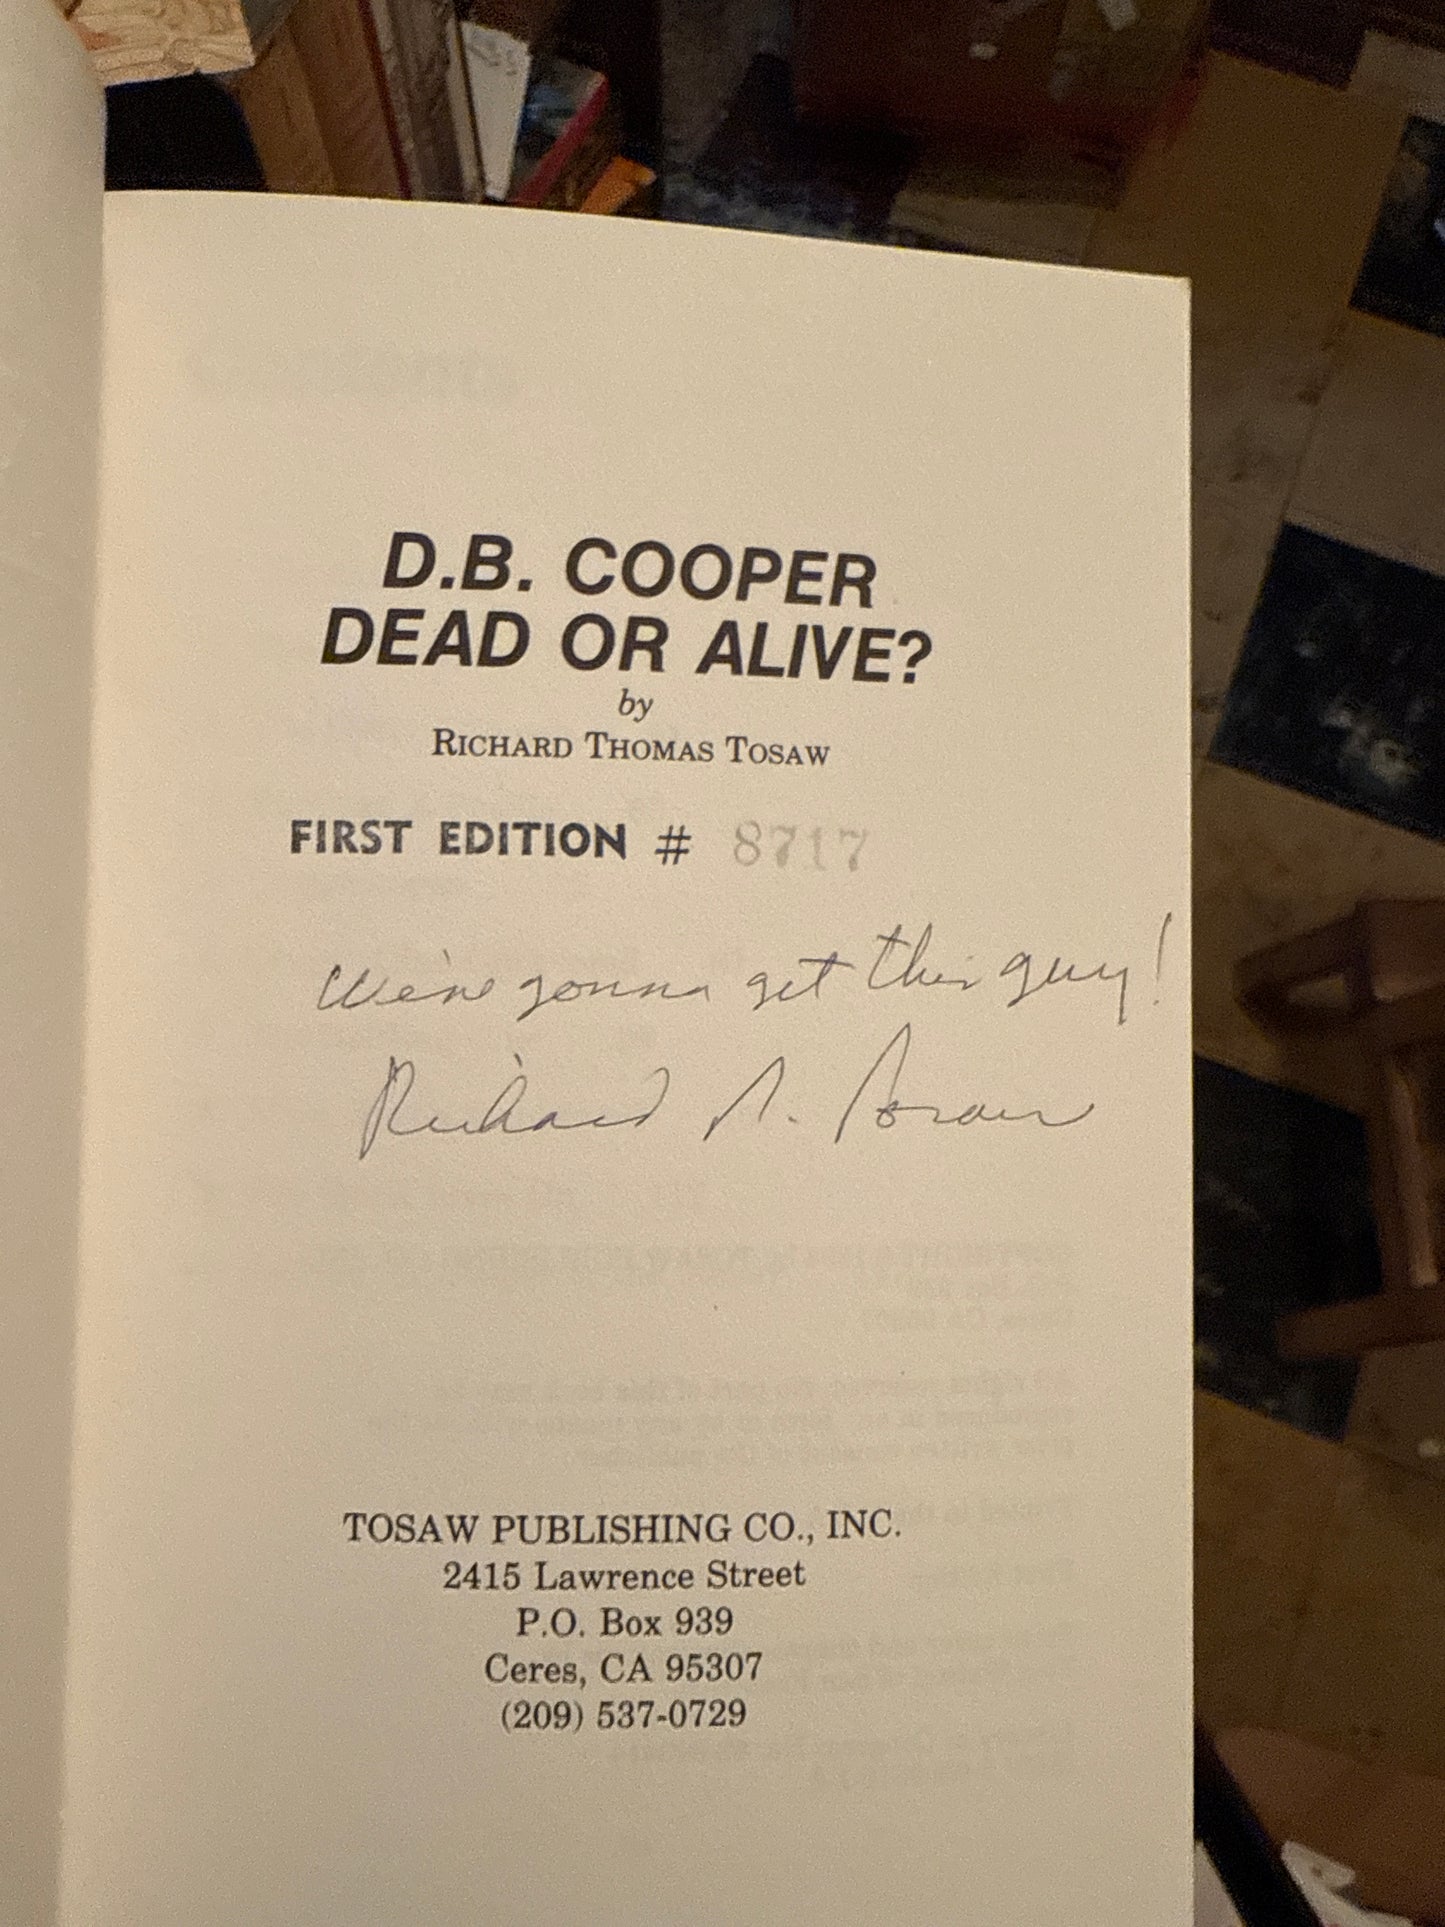 D.B. COOPER
DEAD OR ALIVE?
by
RICHARD THOMAS TOSAW
FIRST EDITION # 8717
We're gonna get this guy!
Richard T. Tosaw
TOSAW PUBLISHING CO., INC.
2415 Lawrence Street
P.O. Box 939
Ceres, CA 95307
(209) 537-0729